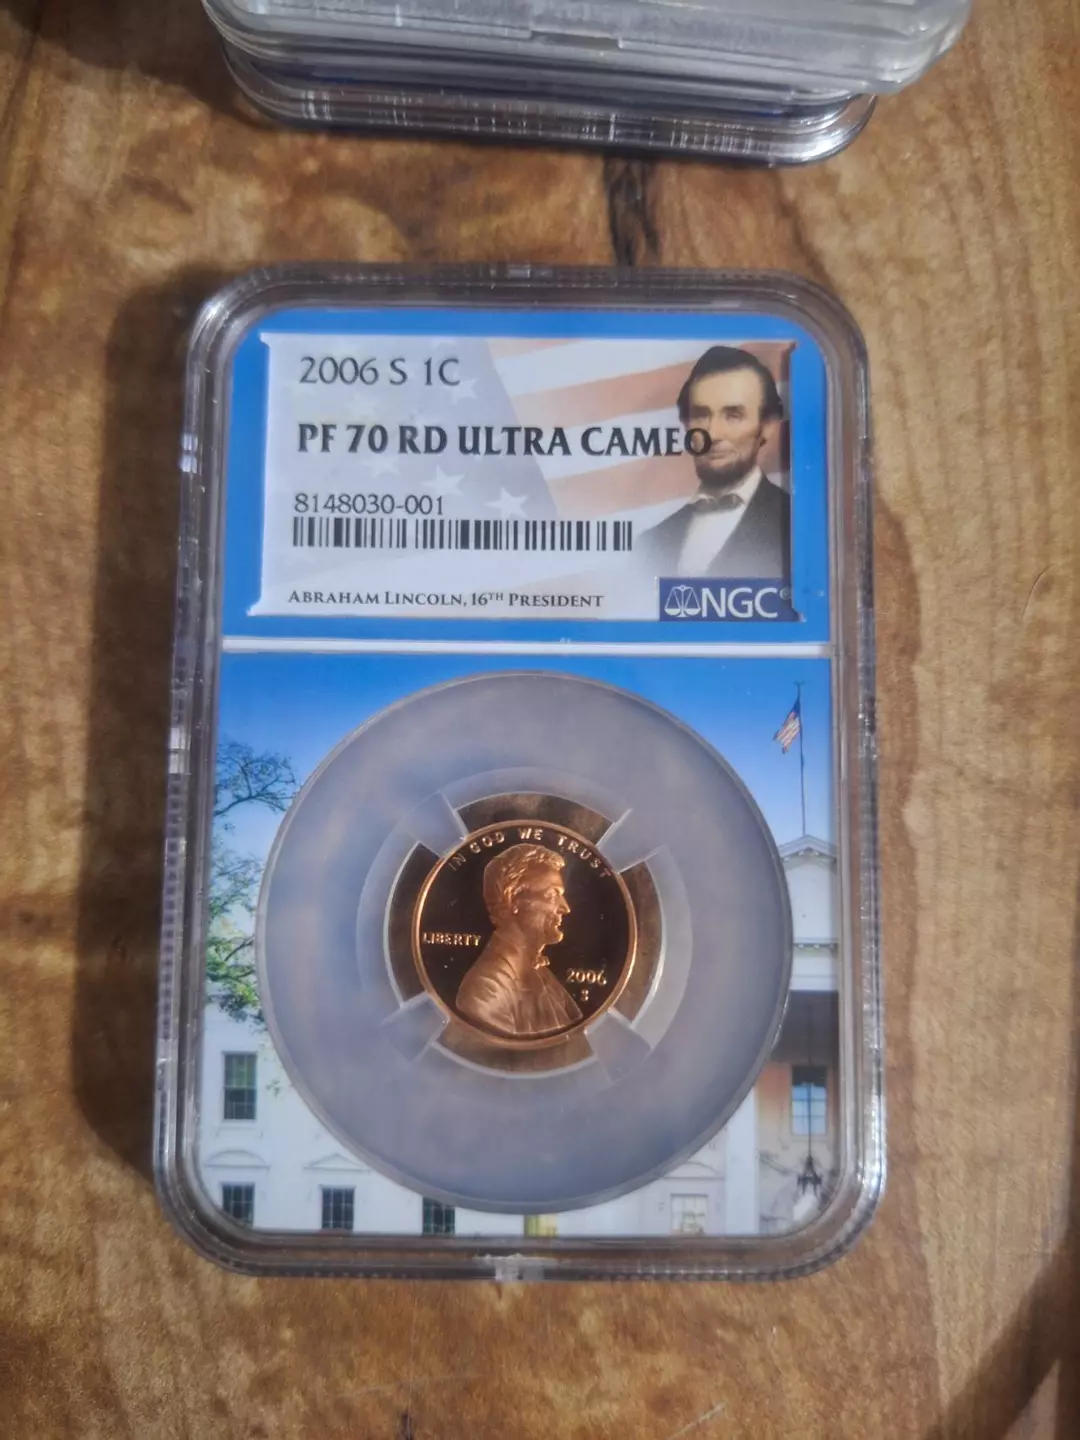 2006 S 1C
PF 70 RD ULTRA CAMEO
8148030-001
ABRAHAM LINCOLN, 16TH PRESIDENT
NGC®
IN GOD WE TRUST
LIBERTY
2006
S